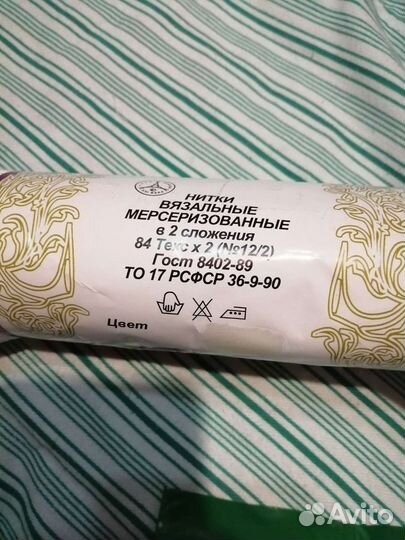 НИТКИ
ВЯЗАЛЬНЫЕ
МЕРСЕРИЗОВАННЫЕ
в 2 сложения
84 Текс х 2 (№12/2)
Гост 8402-89
ТО 17 РСФСР 36-9-90
Цвет
Avito